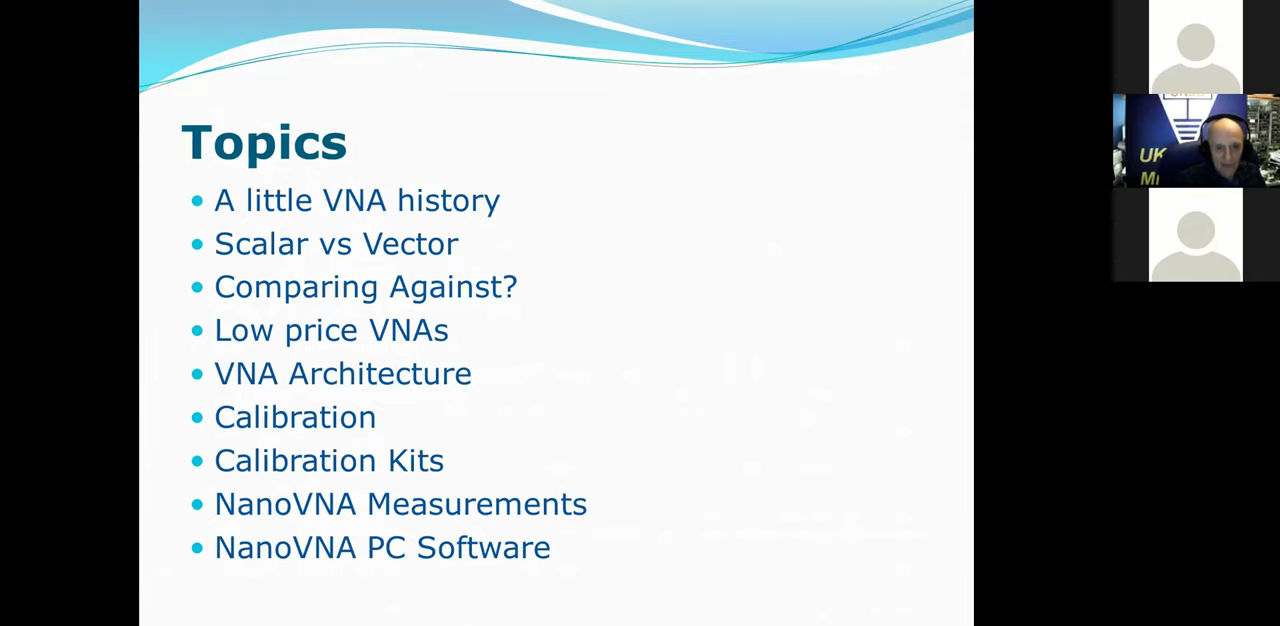 Topics
A little VNA history
Scalar vs Vector
Comparing Against?
Low price VNAs
VNA Architecture
Calibration
Calibration Kits
NanoVNA Measurements
NanoVNA PC Software
UK